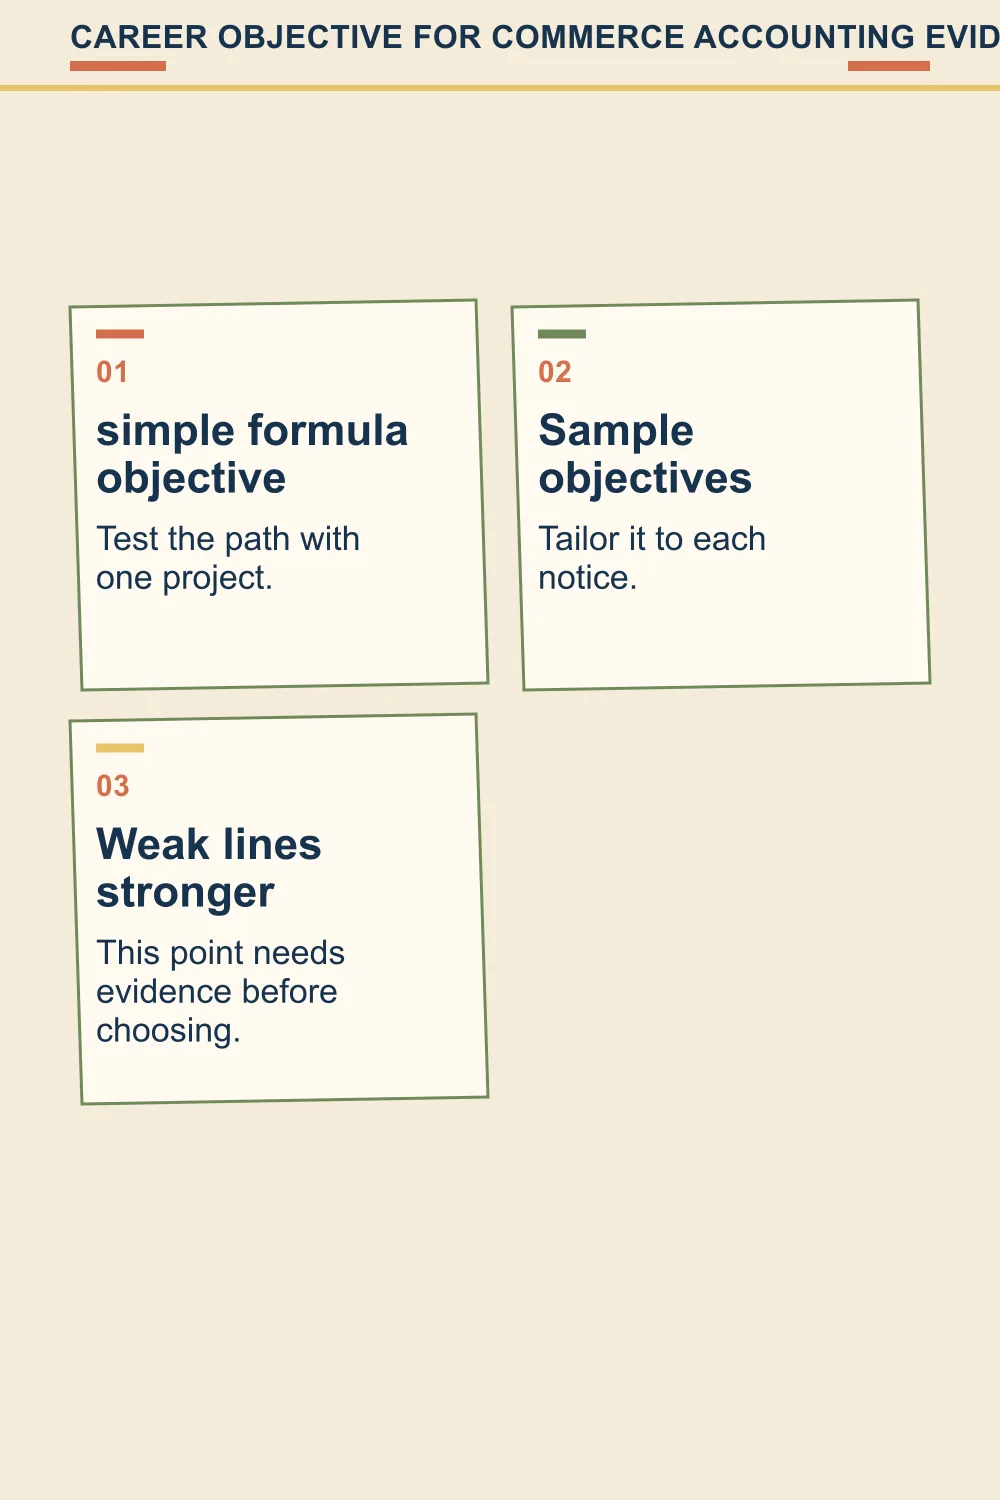 CAREER OBJECTIVE FOR COMMERCE ACCOUNTING EVID
01
simple formula
objective
Test the path with
one project.
02
Sample
objectives
Tailor it to each
notice.
03
Weak lines
stronger
This point needs
evidence before
choosing.